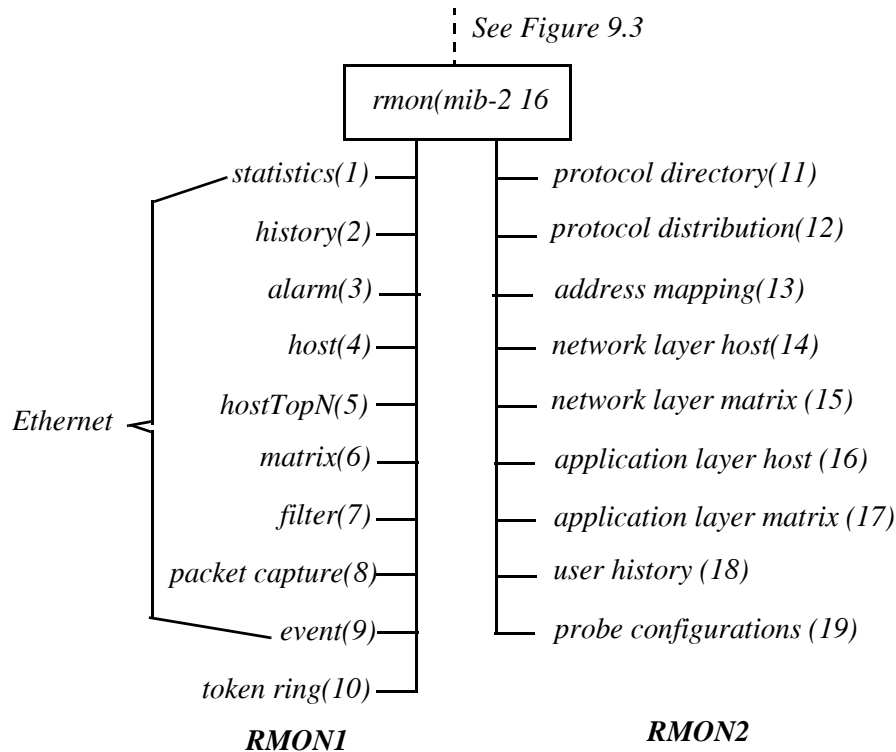 See Figure 9.3
rmon(mib-2 16
statistics(1)
history(2)
alarm(3)
host(4)
hostTopN(5)
matrix(6)
filter(7)
packet capture(8)
event(9)
token ring(10)
Ethernet
RMON1
protocol directory(11)
protocol distribution(12)
address mapping(13)
network layer host(14)
network layer matrix (15)
application layer host (16)
application layer matrix (17)
user history (18)
probe configurations (19)
RMON2